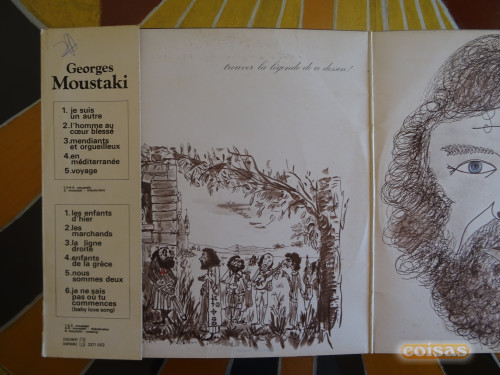 Georges
Moustaki
1. je suis
un autre
2. l'homme au
cœur blessé
3. mendiants
et orgueilleux
4. en
méditerranée
5. voyage
1. les enfants
d'hier
2. les
marchands
3. la ligne
droite
4. enfants
de la grèce
5. nous
sommes deux
6. je ne sais
pas où tu
commences
(baby love song)
trouver la légende de ce dessin!
coisas